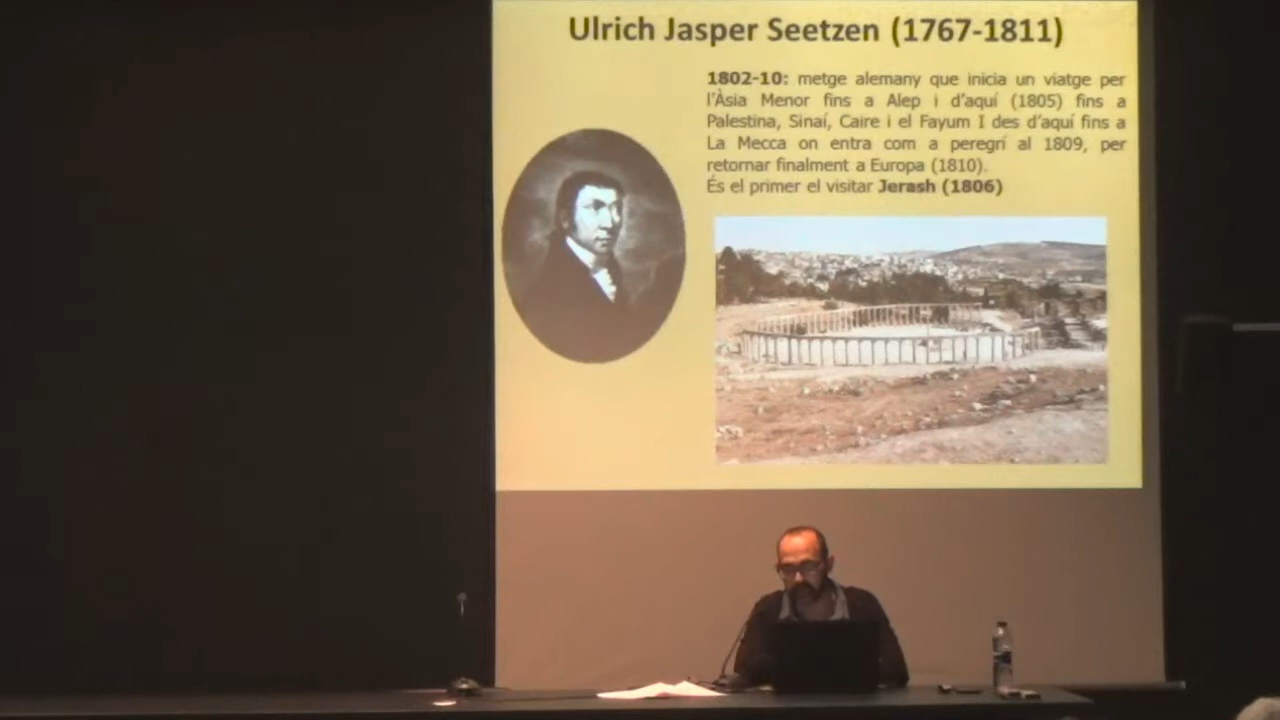 Ulrich Jasper Seetzen (1767-1811)
1802-10: metge alemany que inicia un viatge per
l'Àsia Menor fins a Alep i d'aquí (1805) fins a
Palestina, Sinaí, Caire i el Fayum I des d'aquí fins a
La Mecca on entra com a peregrí al 1809, per
retornar finalment a Europa (1810).
És el primer el visitar Jerash (1806)